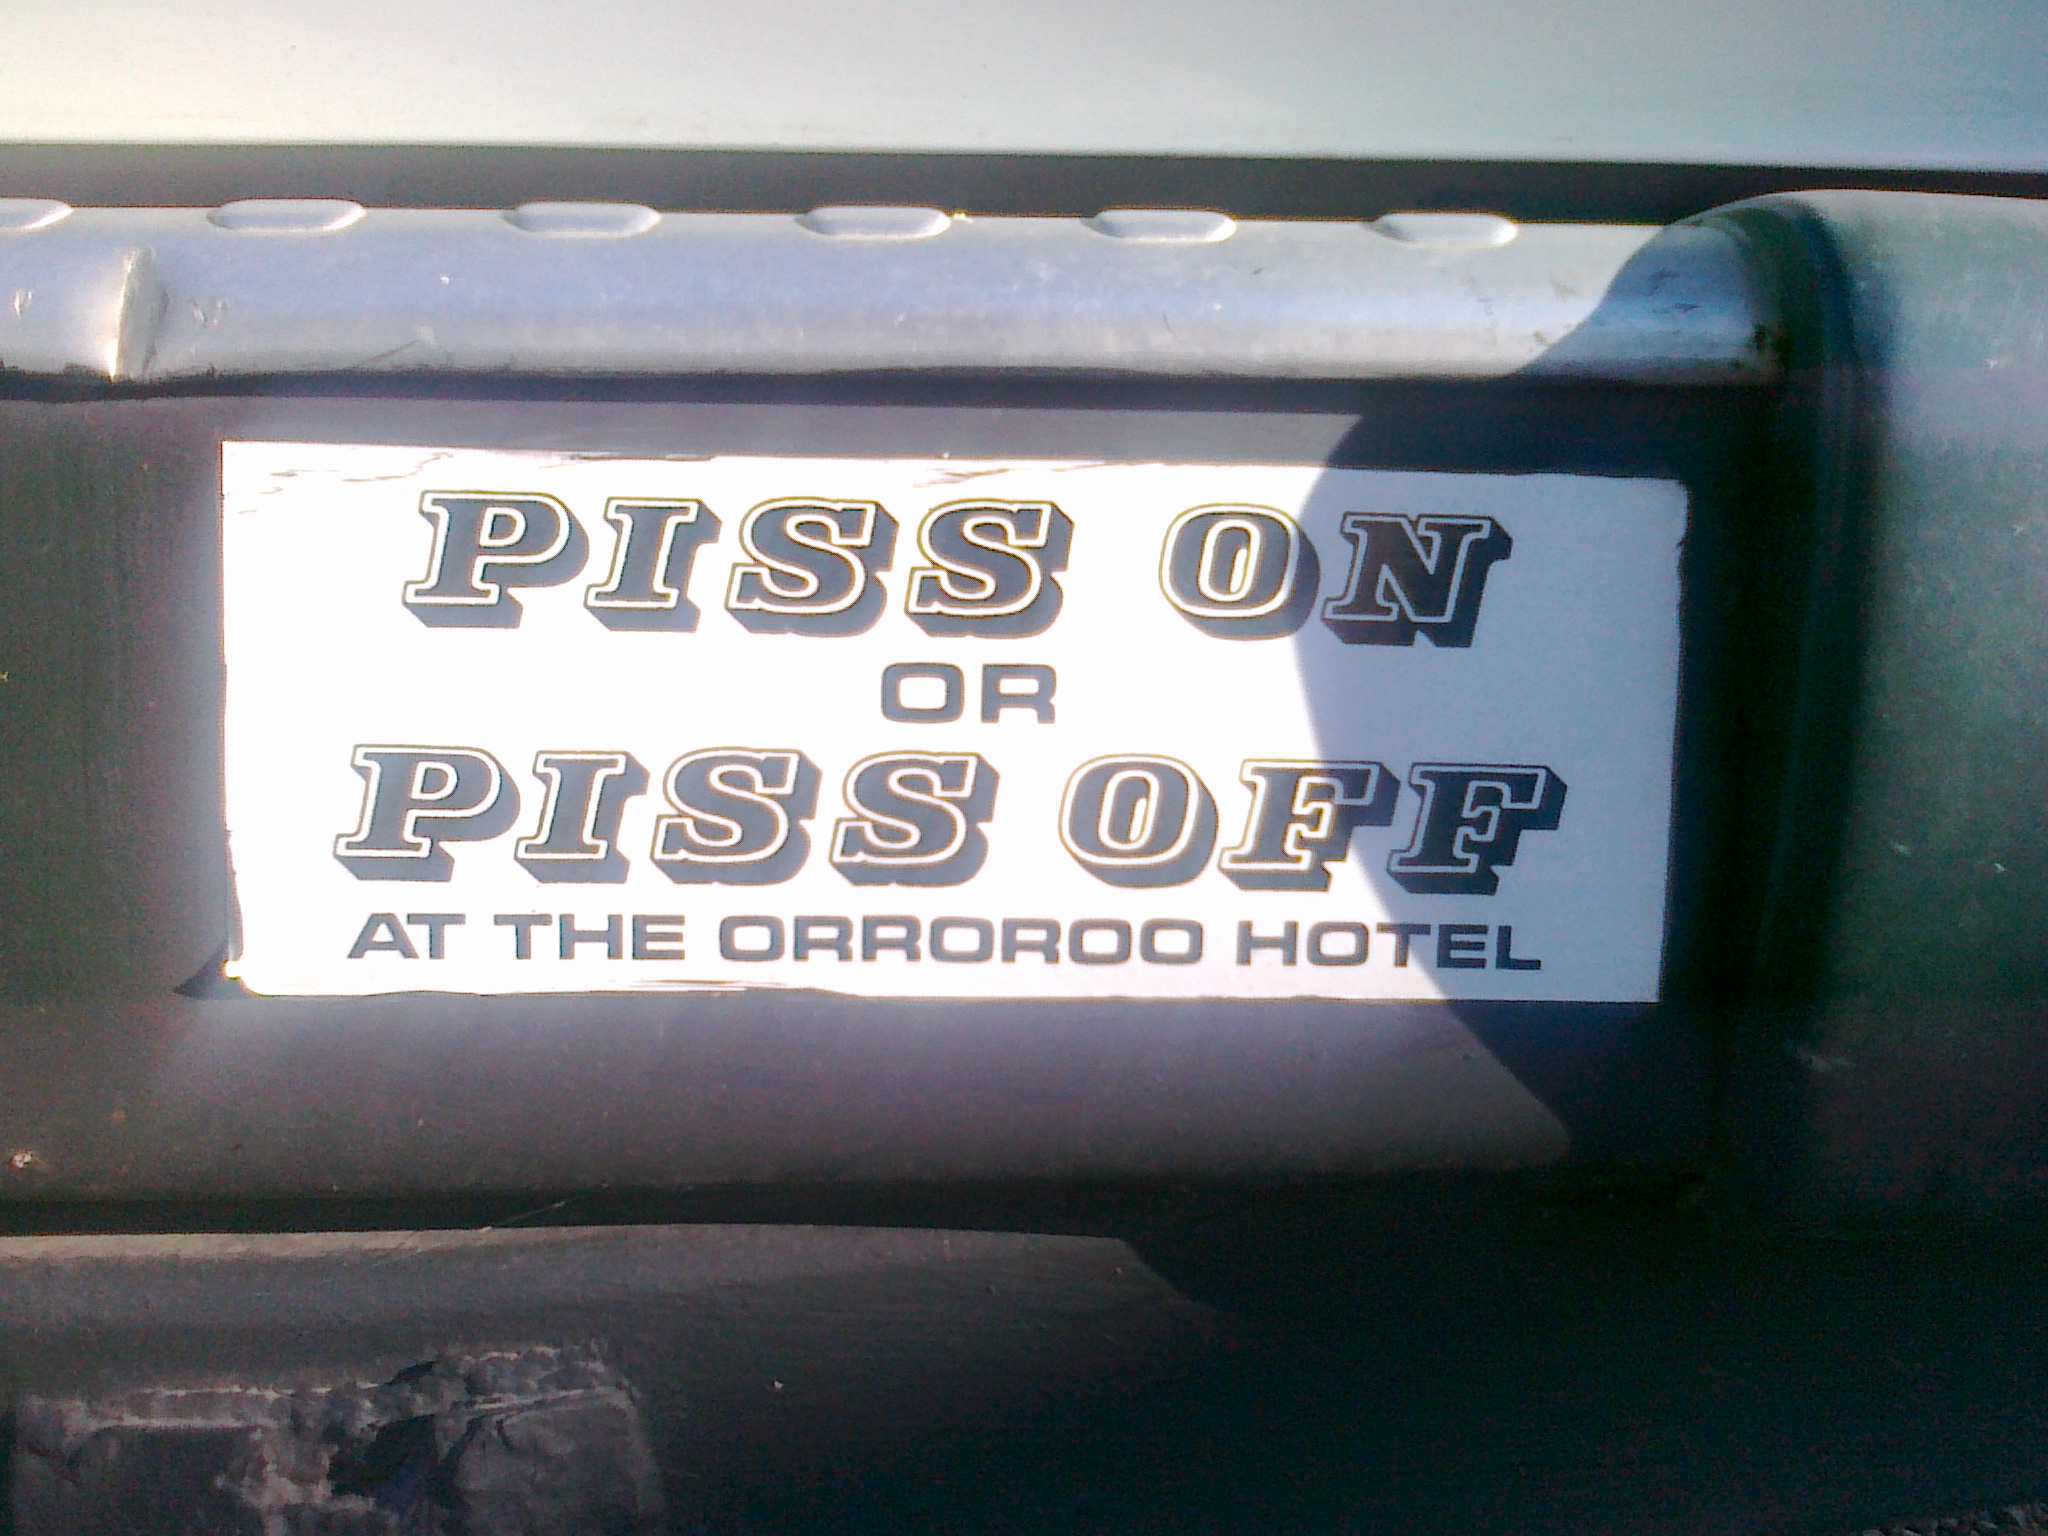 PISS ON
OR
PISS OFF
AT THE ORROROO HOTEL